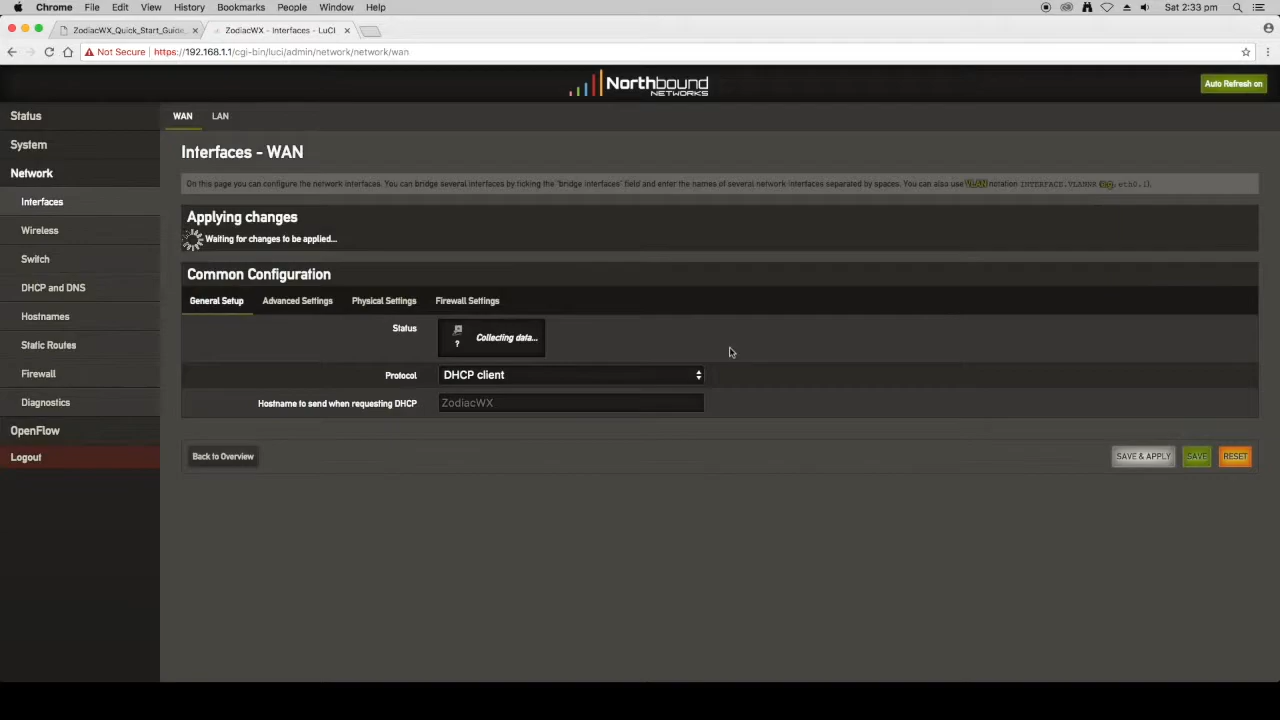 Chrome File Edit View History Bookmarks People Window Help Sat 2:33 pm
ZodiacWX_Quick_Start_Guide_ ZodiacWX - Interfaces - LuCI
Not Secure https://192.168.1.1/cgi-bin/luci/admin/network/network/wan
Northbound
NETWORKS
Auto Refresh on
Status
System
Network
Interfaces
Wireless
Switch
DHCP and DNS
Hostnames
Static Routes
Firewall
Diagnostics
OpenFlow
Logout
WAN LAN
Interfaces - WAN
On this page you can configure the network interfaces. You can bridge several interfaces by ticking the "bridge interfaces" field and enter the names of several network interfaces separated by spaces. You can also use VLAN notation INTERFACE.VLANNR (e.g. eth0.1).
Applying changes
Waiting for changes to be applied...
Common Configuration
General Setup Advanced Settings Physical Settings Firewall Settings
Status ? Collecting data...
Protocol DHCP client
Hostname to send when requesting DHCP ZodiacWX
Back to Overview SAVE & APPLY SAVE RESET